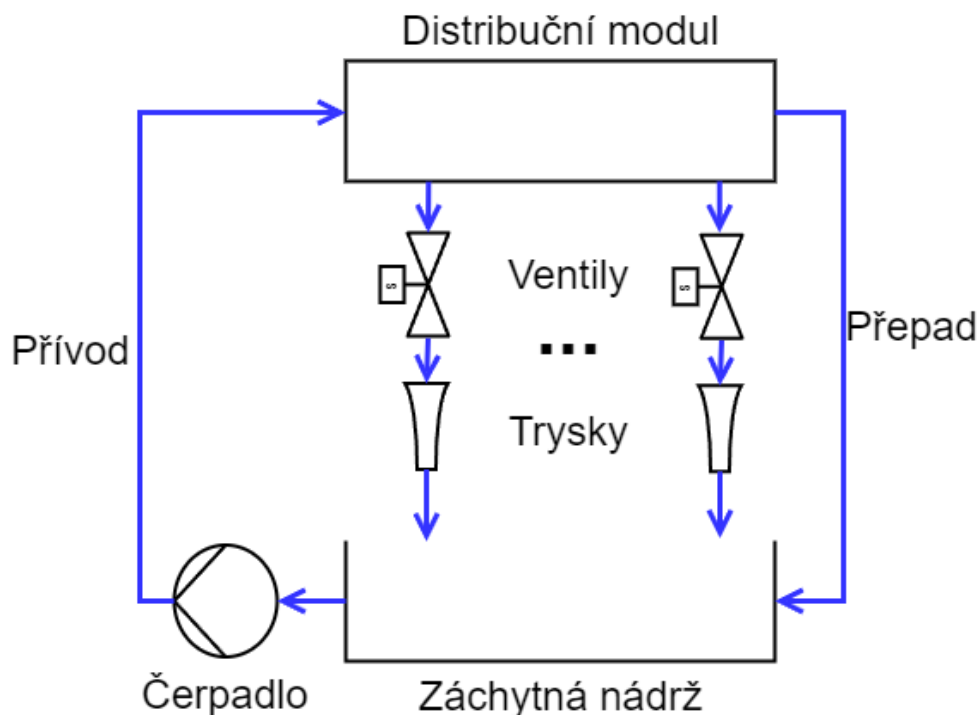 Distribuční modul
Ventily
s
s
Přívod
...
Přepad
Trysky
Čerpadlo
Záchytná nádrž